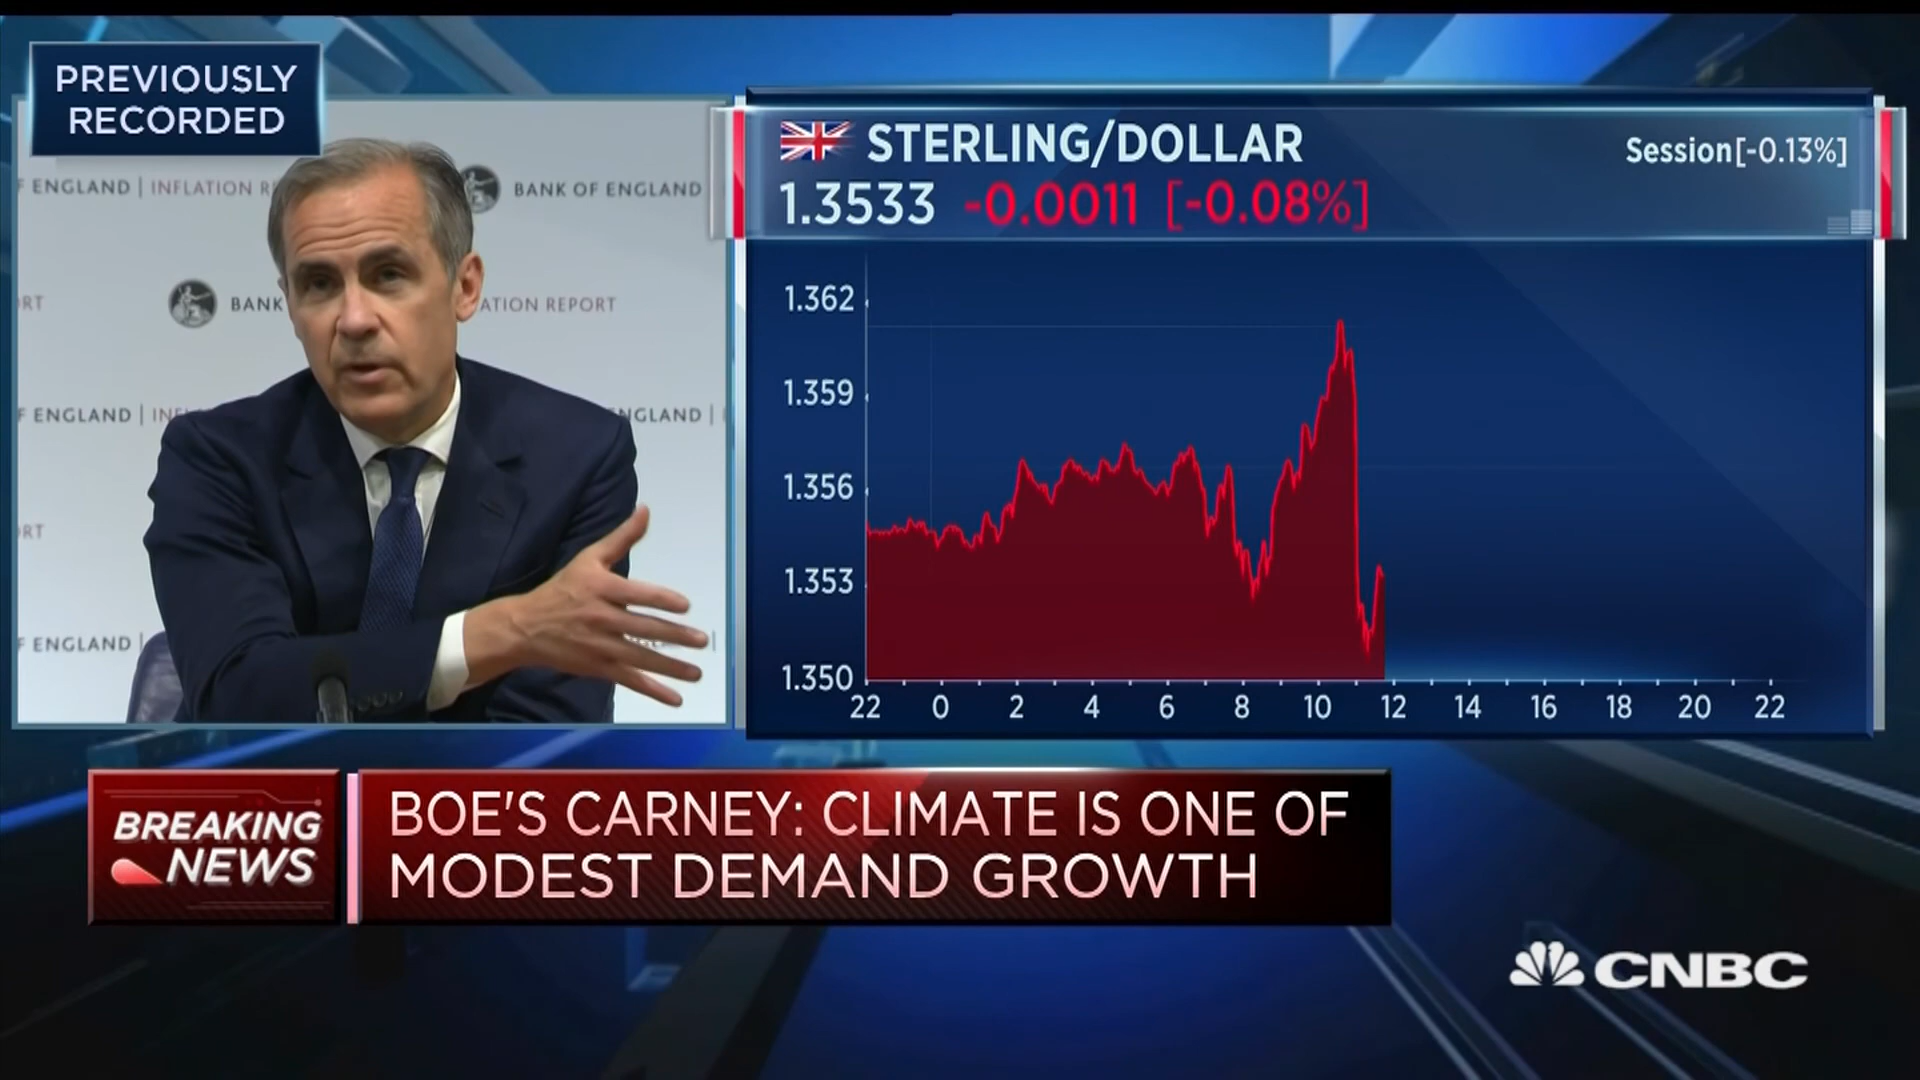 PREVIOUSLY
RECORDED
F ENGLAND | INFLATION R
BANK OF ENGLAND
RT
BANK
ATION REPORT
F ENGLAND | INF
NGLAND |
RT
F ENGLAND |
STERLING/DOLLAR
Session[-0.13%]
1.3533 -0.0011 [-0.08%]
1.362
1.359
1.356
1.353
1.350
22 0 2 4 6 8 10 12 14 16 18 20 22
BREAKING
NEWS
BOE'S CARNEY: CLIMATE IS ONE OF
MODEST DEMAND GROWTH
CNBC